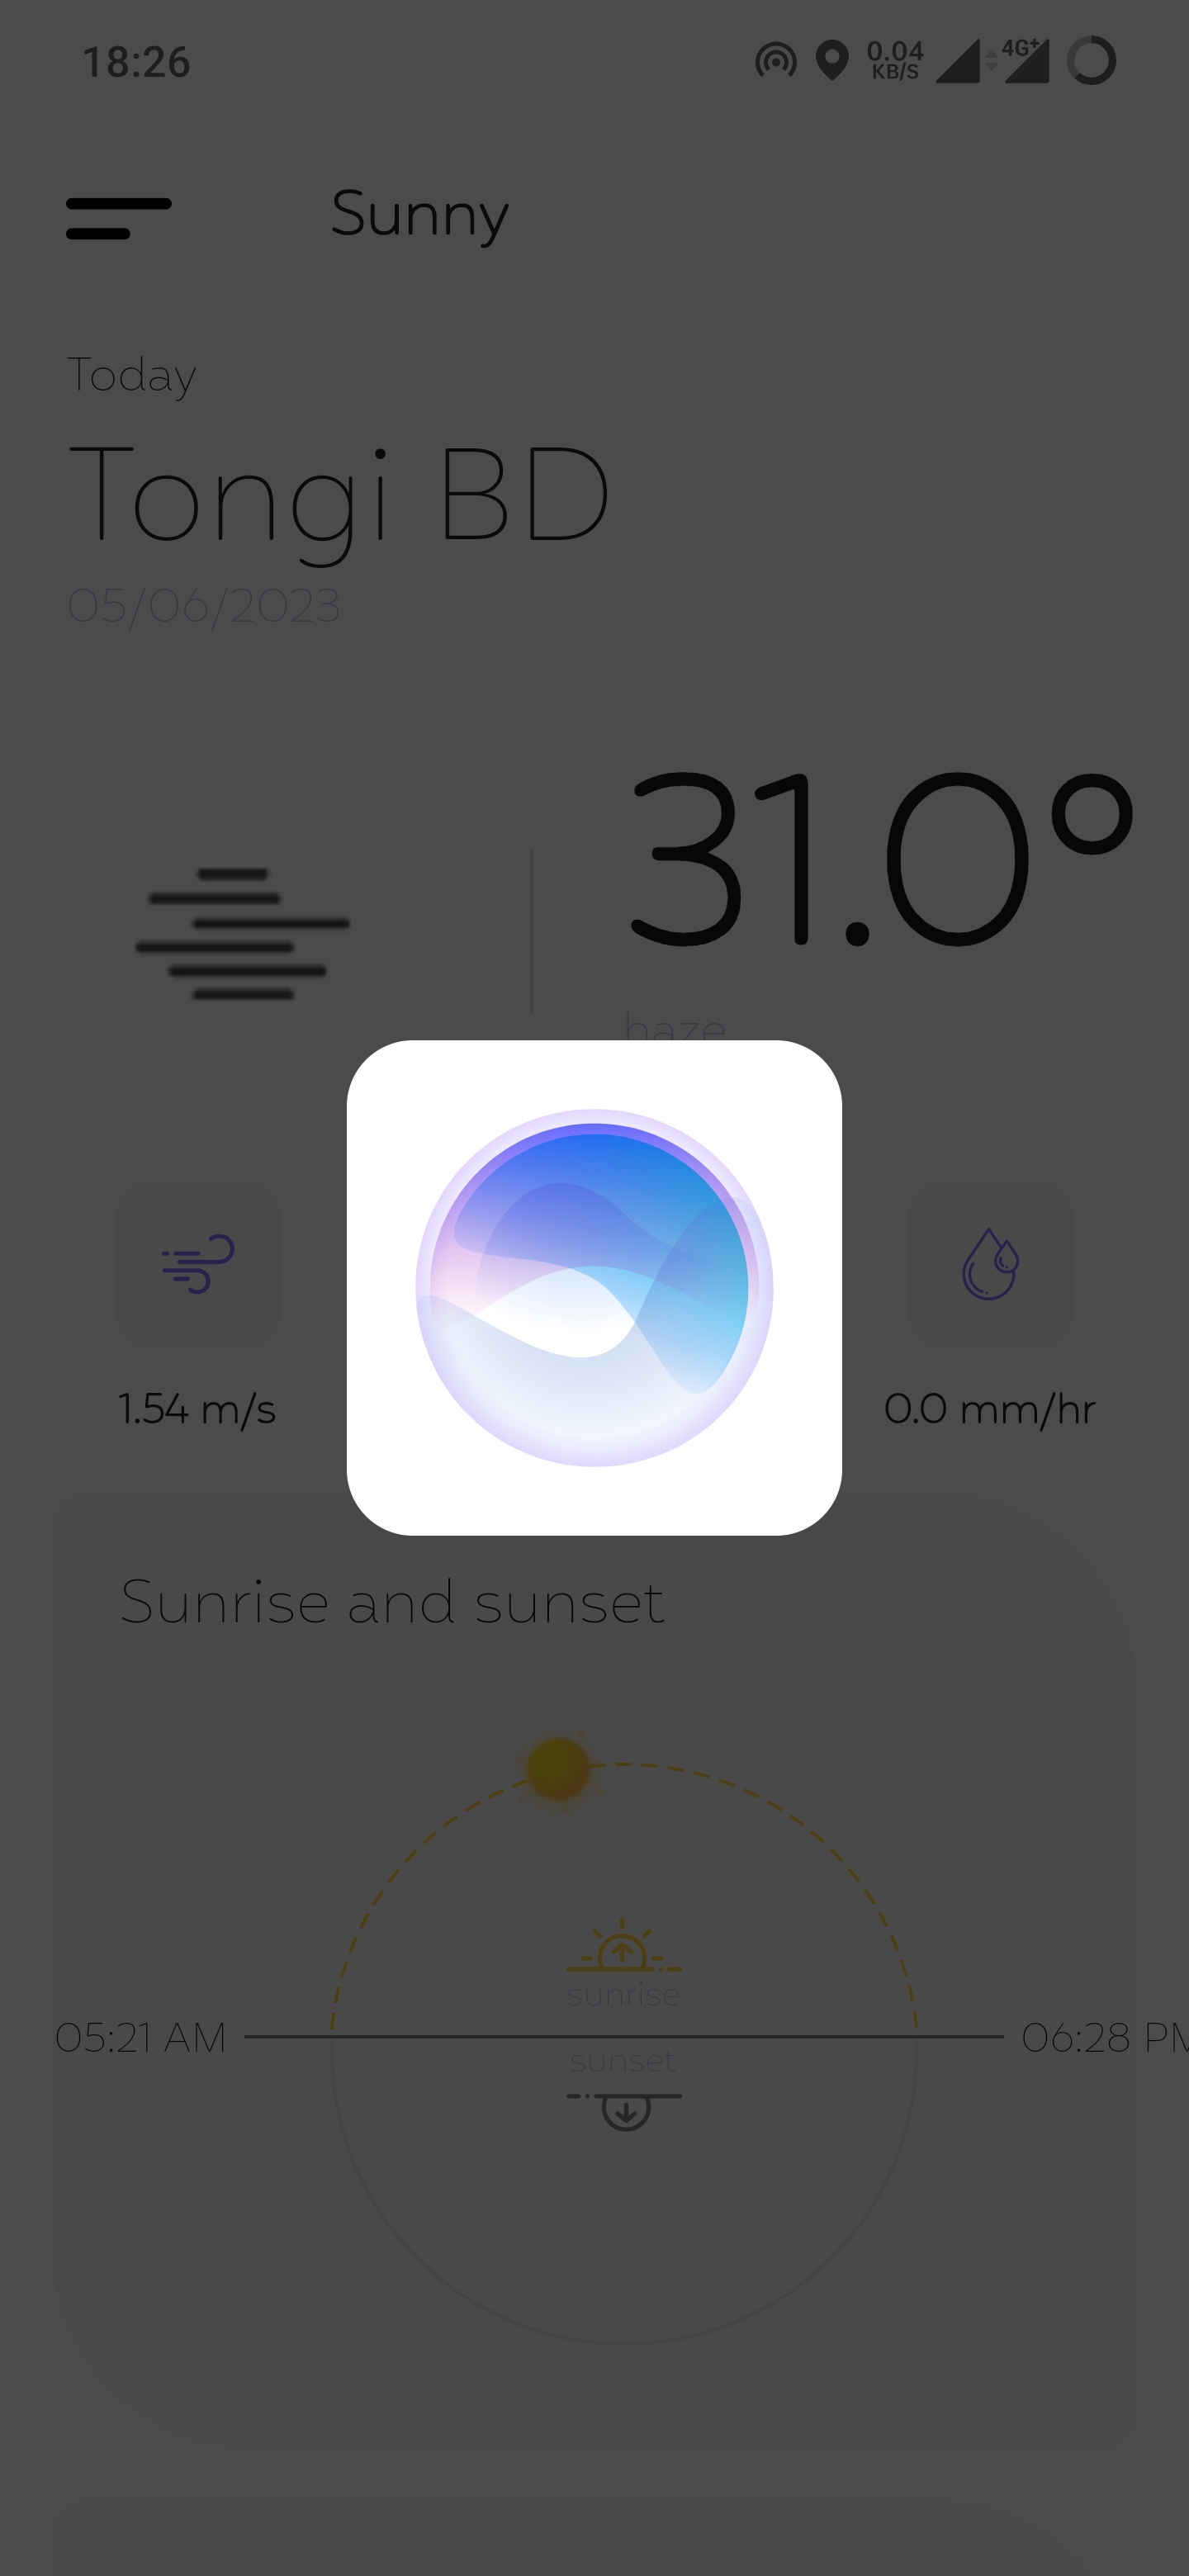 18:26
0.04
KB/S
4G+
Sunny
Today
Tongi BD
05/06/2023
31.0°
haze
1.54 m/s
0.0 mm/hr
Sunrise and sunset
sunrise
05:21 AM
06:28 PM
sunset